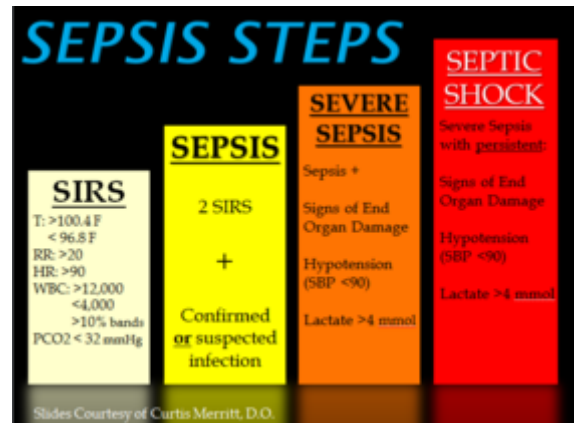 SEPSIS STEPS
SIRS
T: >100.4 F
< 96.8 F
RR: >20
HR: >90
WBC: >12,000
<4,000
>10% bands
PCO2 < 32 mmHg
SEPSIS
2 SIRS
+
Confirmed
or suspected
infection
SEVERE
SEPSIS
Sepsis +
Signs of End
Organ Damage
Hypotension
(SBP <90)
Lactate >4 mmol
SEPTIC
SHOCK
Severe Sepsis
with persistent:
Signs of End
Organ Damage
Hypotension
(SBP <90)
Lactate >4 mmol
Slides Courtesy of Curtis Merritt, D.O.